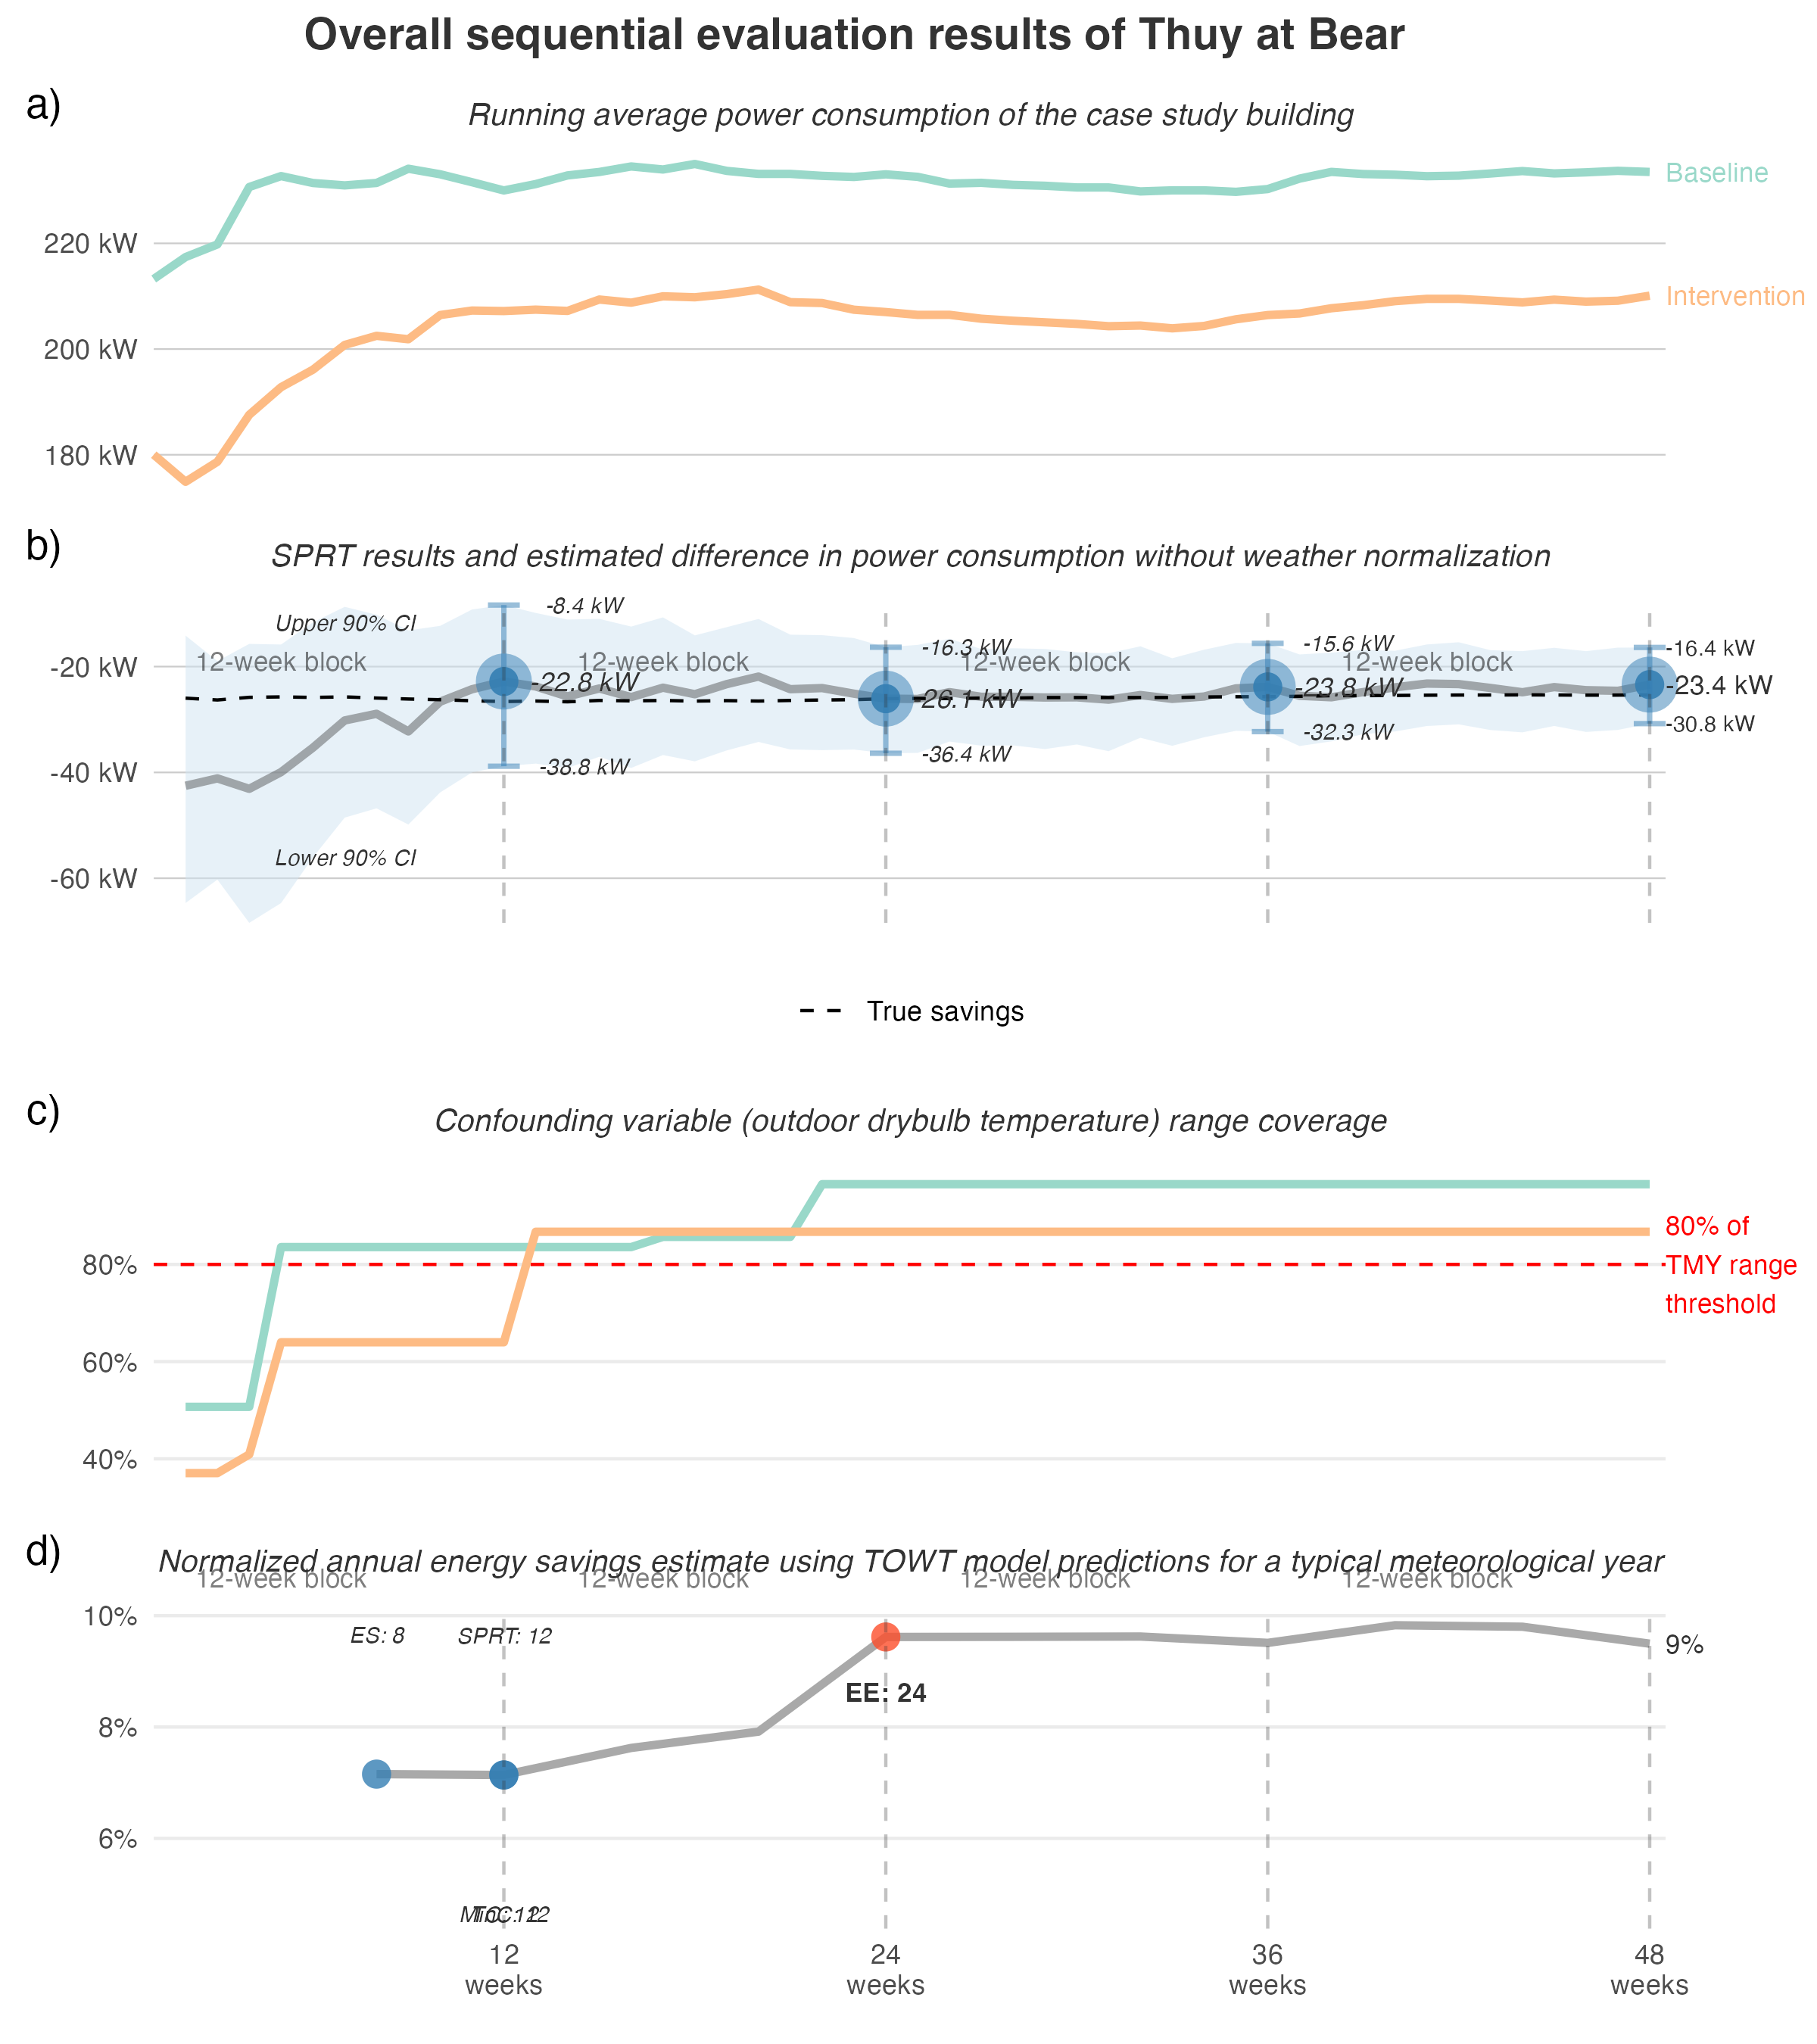 Overall sequential evaluation results of Thuy at Bear
a)
Running average power consumption of the case study building
Baseline
220 kW
Intervention
200 kW
180 kW
b)
SPRT results and estimated difference in power consumption without weather normalization
Upper 90% CI
-8.4 kW
-16.3 kW
-15.6 kW
-16.4 kW
-20 kW
12-week block
12-week block
12-week block
12-week block
-22.8 kW
-26.1 kW
-23.8 kW
-23.4 kW
-38.8 kW
-36.4 kW
-32.3 kW
-30.8 kW
-40 kW
Lower 90% CI
-60 kW
True savings
c)
Confounding variable (outdoor drybulb temperature) range coverage
80% of
TMY range
threshold
80%
60%
40%
d)
Normalized annual energy savings estimate using TOWT model predictions for a typical meteorological year
12-week block
12-week block
12-week block
12-week block
10%
ES: 8
SPRT: 12
9%
EE: 24
8%
6%
12
weeks
24
weeks
36
weeks
48
weeks